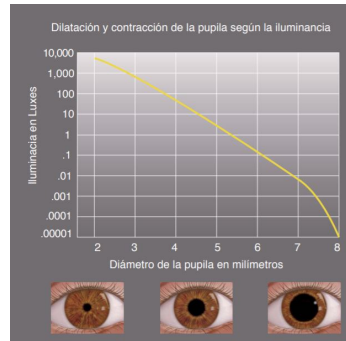 Dilatación y contracción de la pupila según la iluminancia
Iluminacia en Luxes
10,000
1,000
100
10
1
.1
.01
.001
.0001
.00001
2 3 4 5 6 7 8
Diámetro de la pupila en milímetros